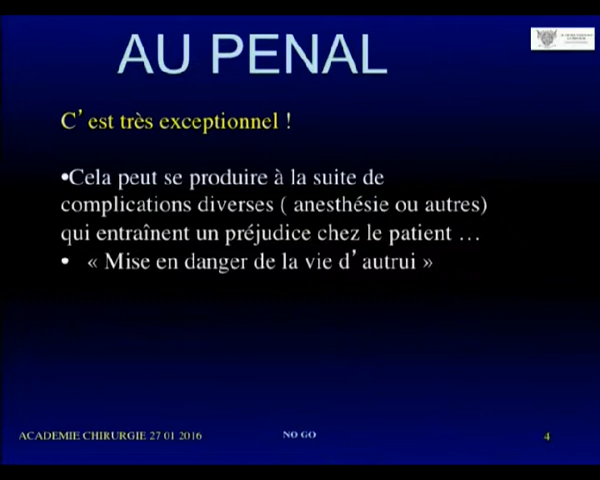 AU PENAL
C’est très exceptionnel !
•Cela peut se produire à la suite de
complications diverses ( anesthésie ou autres)
qui entraînent un préjudice chez le patient …
• « Mise en danger de la vie d’autrui »
ACADEMIE CHIRURGIE 27 01 2016
NO GO
4